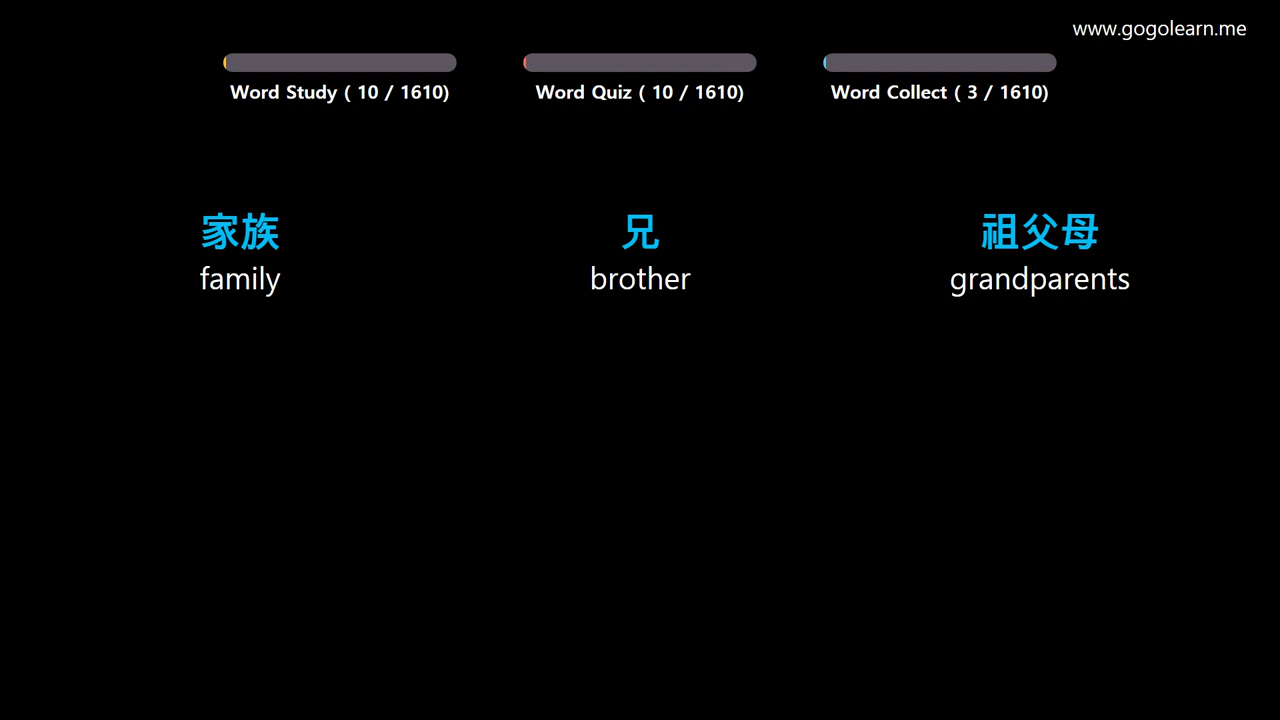 www.gogolearn.me
Word Study ( 10 / 1610)
Word Quiz ( 10 / 1610)
Word Collect ( 3 / 1610)
家族
family
兄
brother
祖父母
grandparents